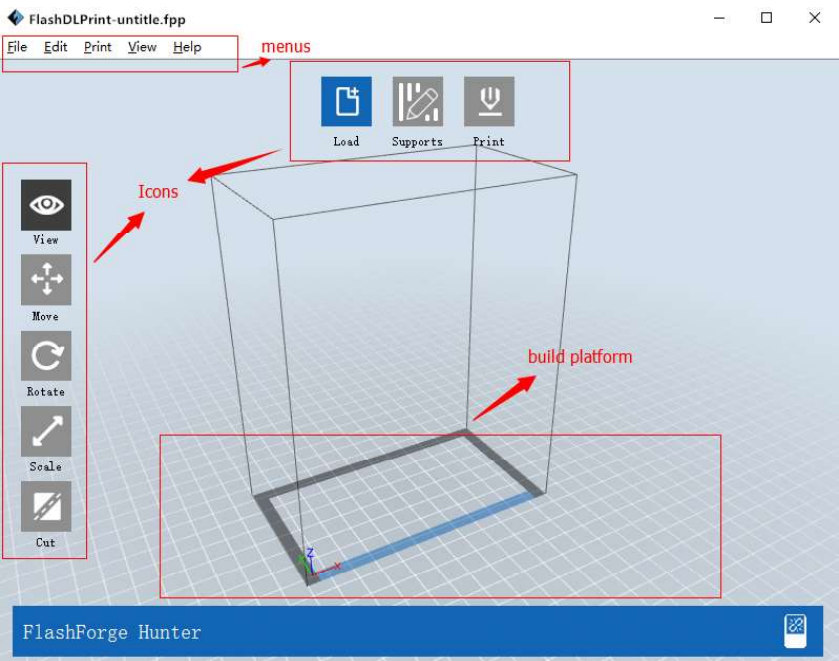 FlashDLPrint-untitle.fpp
File Edit Print View Help
menus
Load Supports Print
Icons
View
Move
Rotate
Scale
Cut
build platform
Z
x
FlashForge Hunter